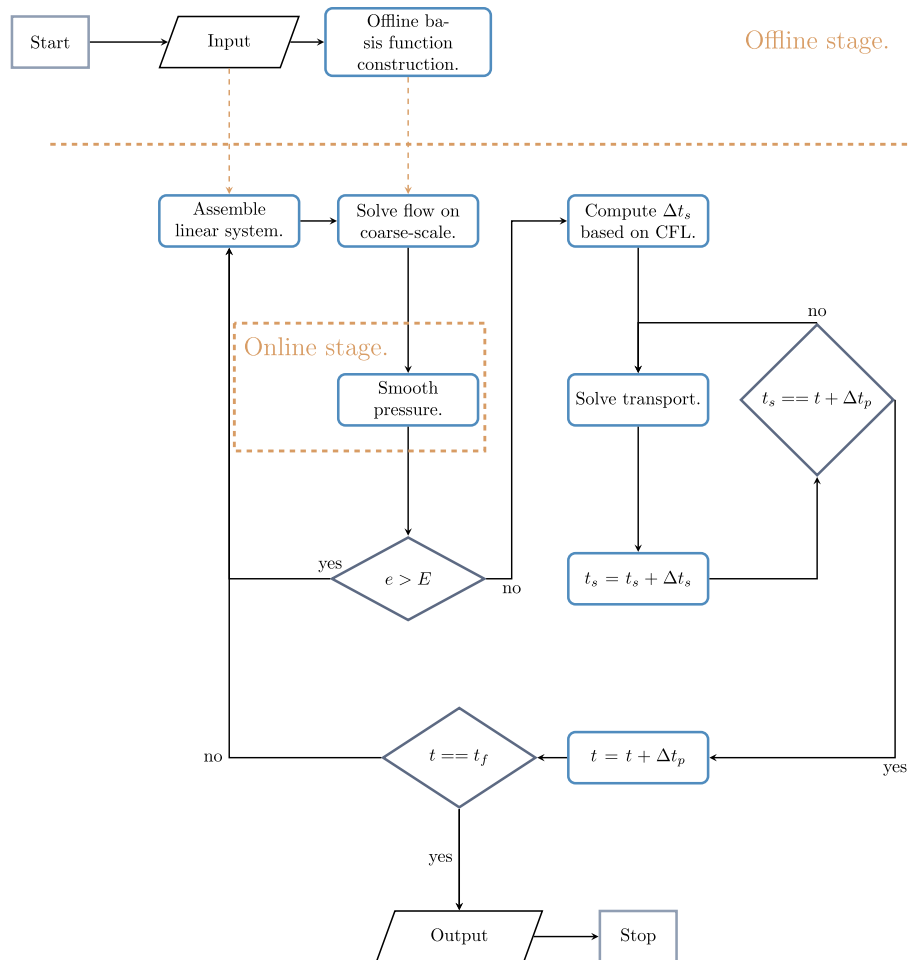 Start
Input
Offline ba-
sis function
construction.
Offline stage.
Assemble
linear system.
Solve flow on
coarse-scale.
Compute Δt_s
based on CFL.
no
Online stage.
Smooth
pressure.
Solve transport.
t_s == t + Δt_p
yes
e > E
no
t_s = t_s + Δt_s
no
t == t_f
t = t + Δt_p
yes
yes
Output
Stop